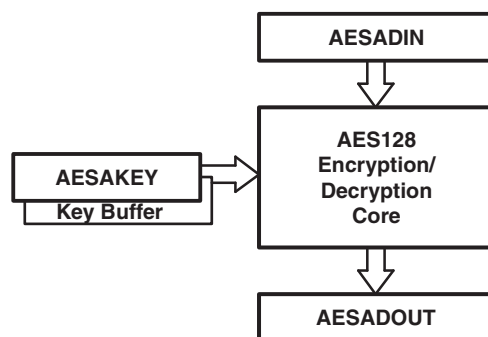 AESADIN
AES128
Encryption/
Decryption
Core
AESAKEY
Key Buffer
AESADOUT